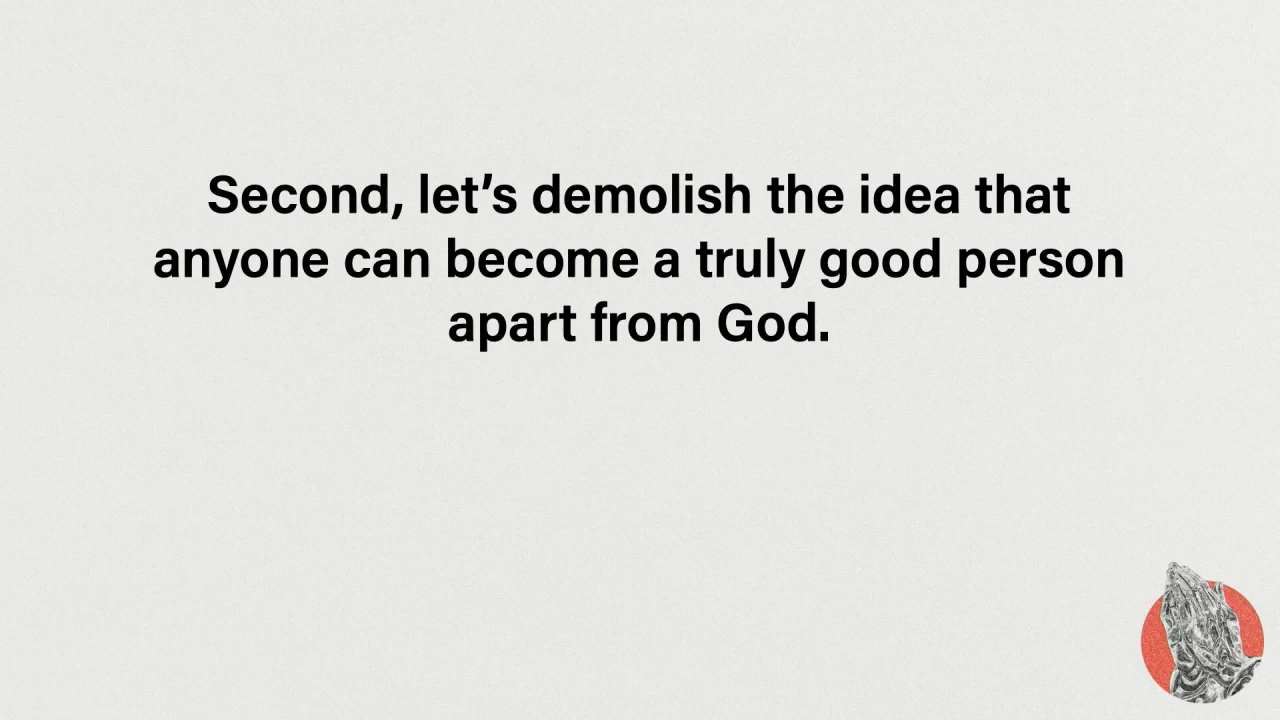 Second, let’s demolish the idea that
anyone can become a truly good person
apart from God.